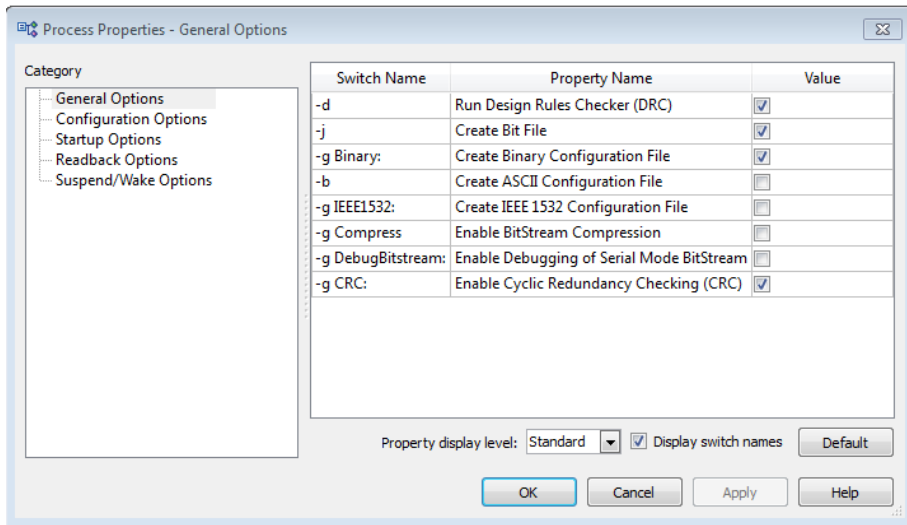 Process Properties - General Options
Category
General Options
Configuration Options
Startup Options
Readback Options
Suspend/Wake Options
Switch Name Property Name Value
-d Run Design Rules Checker (DRC)
-j Create Bit File
-g Binary: Create Binary Configuration File
-b Create ASCII Configuration File
-g IEEE1532: Create IEEE 1532 Configuration File
-g Compress Enable BitStream Compression
-g DebugBitstream: Enable Debugging of Serial Mode BitStream
-g CRC: Enable Cyclic Redundancy Checking (CRC)
Property display level: Standard Display switch names Default
OK Cancel Apply Help